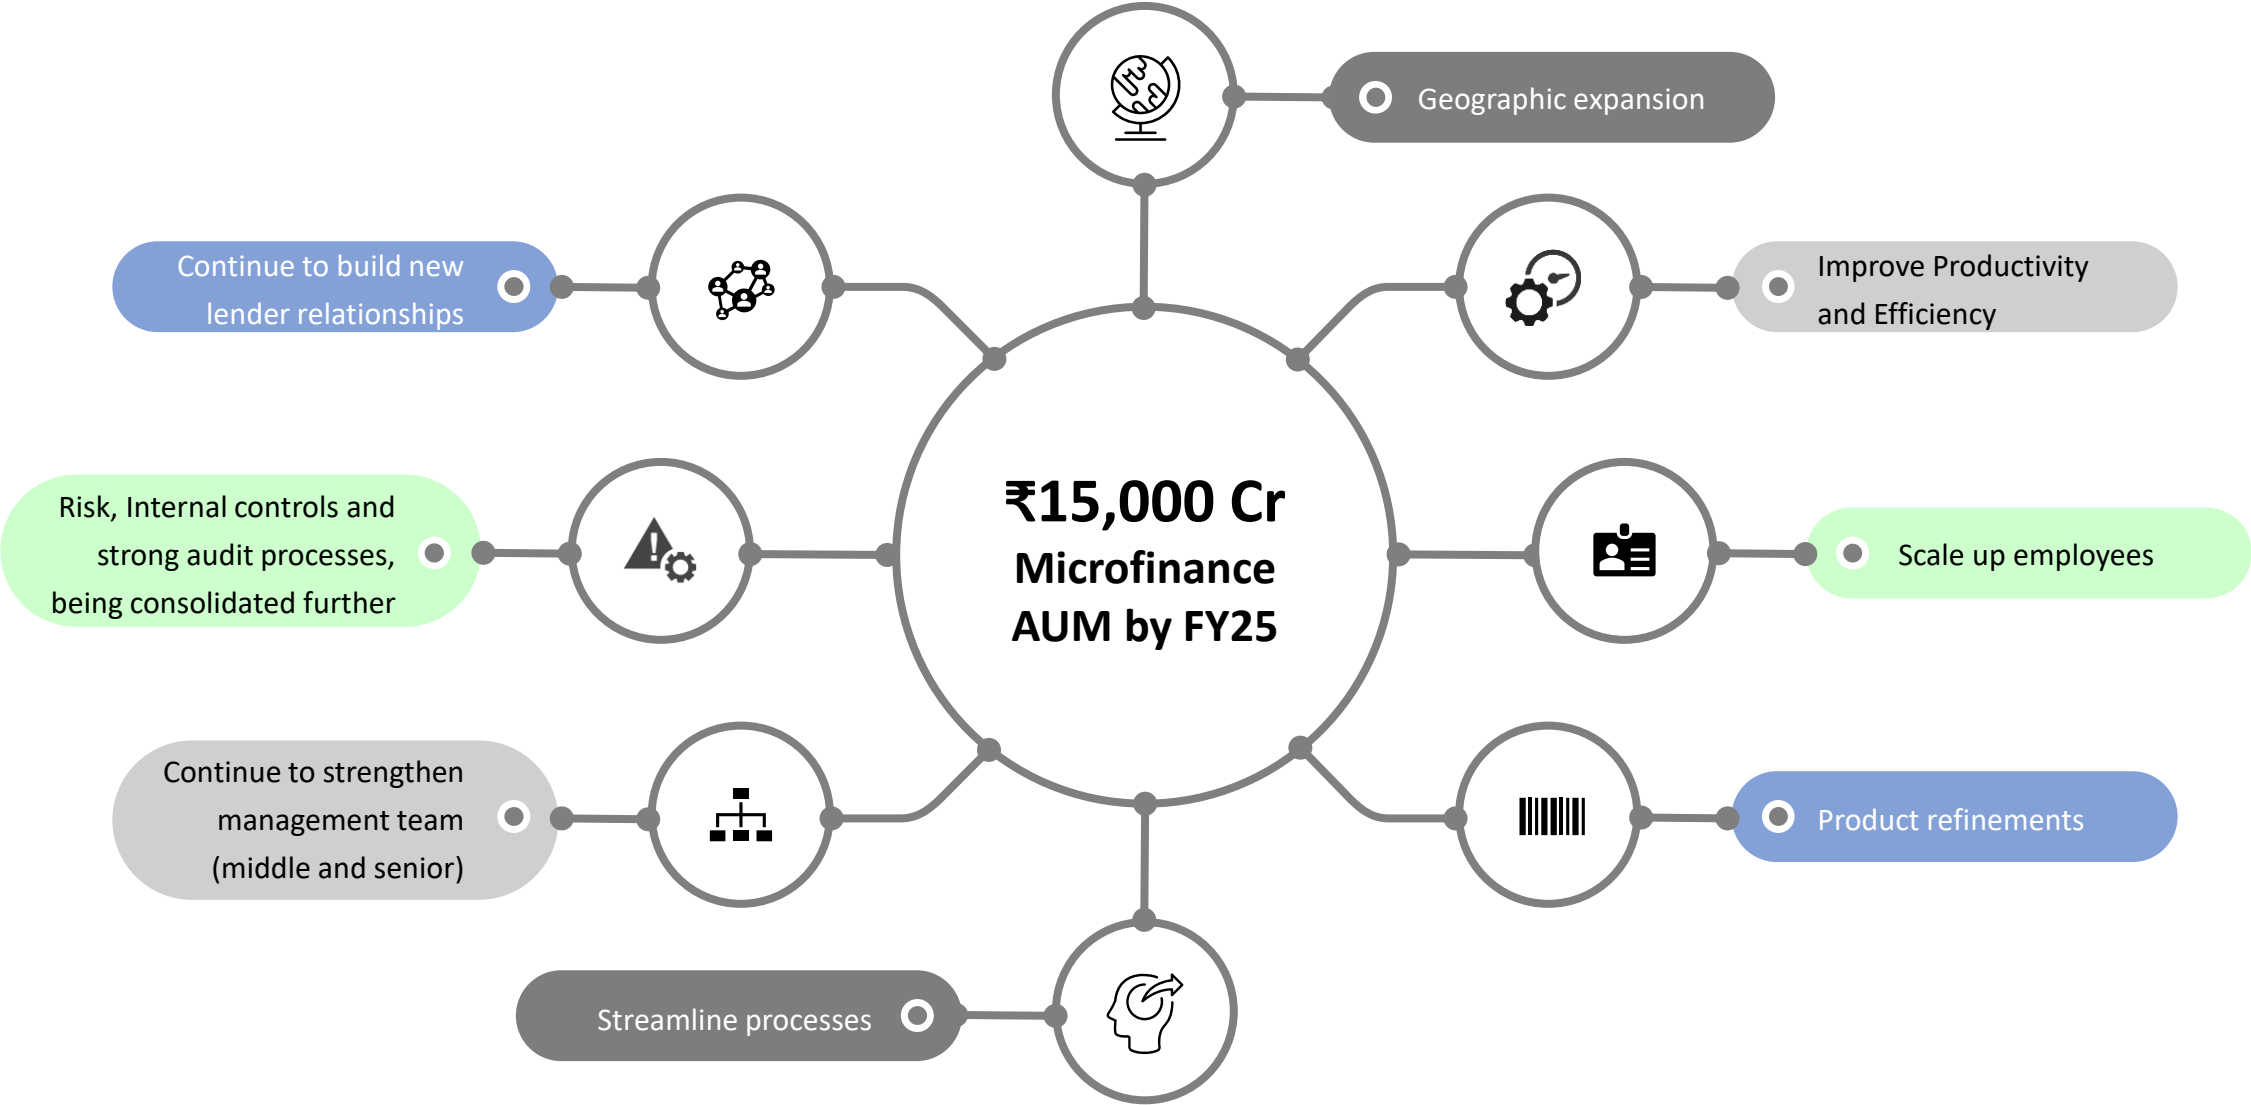 Geographic expansion
Continue to build new
lender relationships
Improve Productivity
and Efficiency
Risk, Internal controls and
strong audit processes,
being consolidated further
₹15,000 Cr
Microfinance
AUM by FY25
Scale up employees
Continue to strengthen
management team
(middle and senior)
Product refinements
Streamline processes